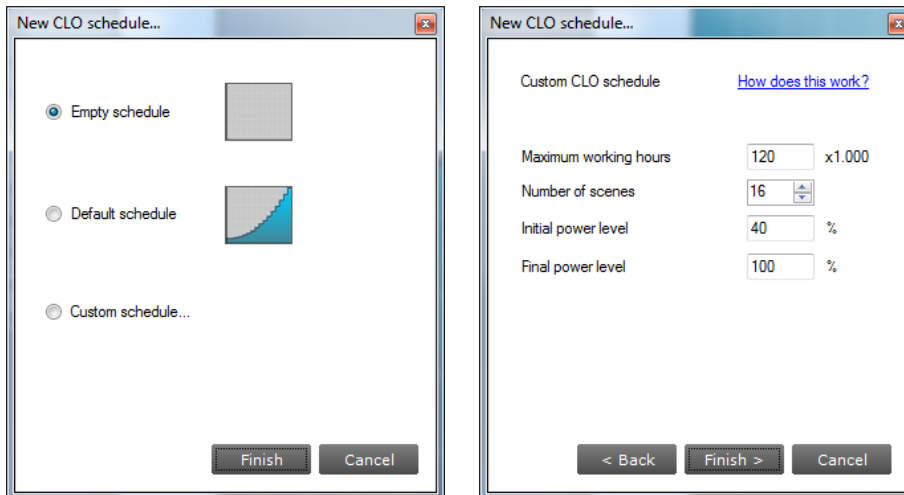 New CLO schedule...
Empty schedule
Default schedule
Custom schedule...
Finish Cancel
New CLO schedule...
Custom CLO schedule How does this work?
Maximum working hours 120 x1.000
Number of scenes 16
Initial power level 40 %
Final power level 100 %
< Back Finish > Cancel